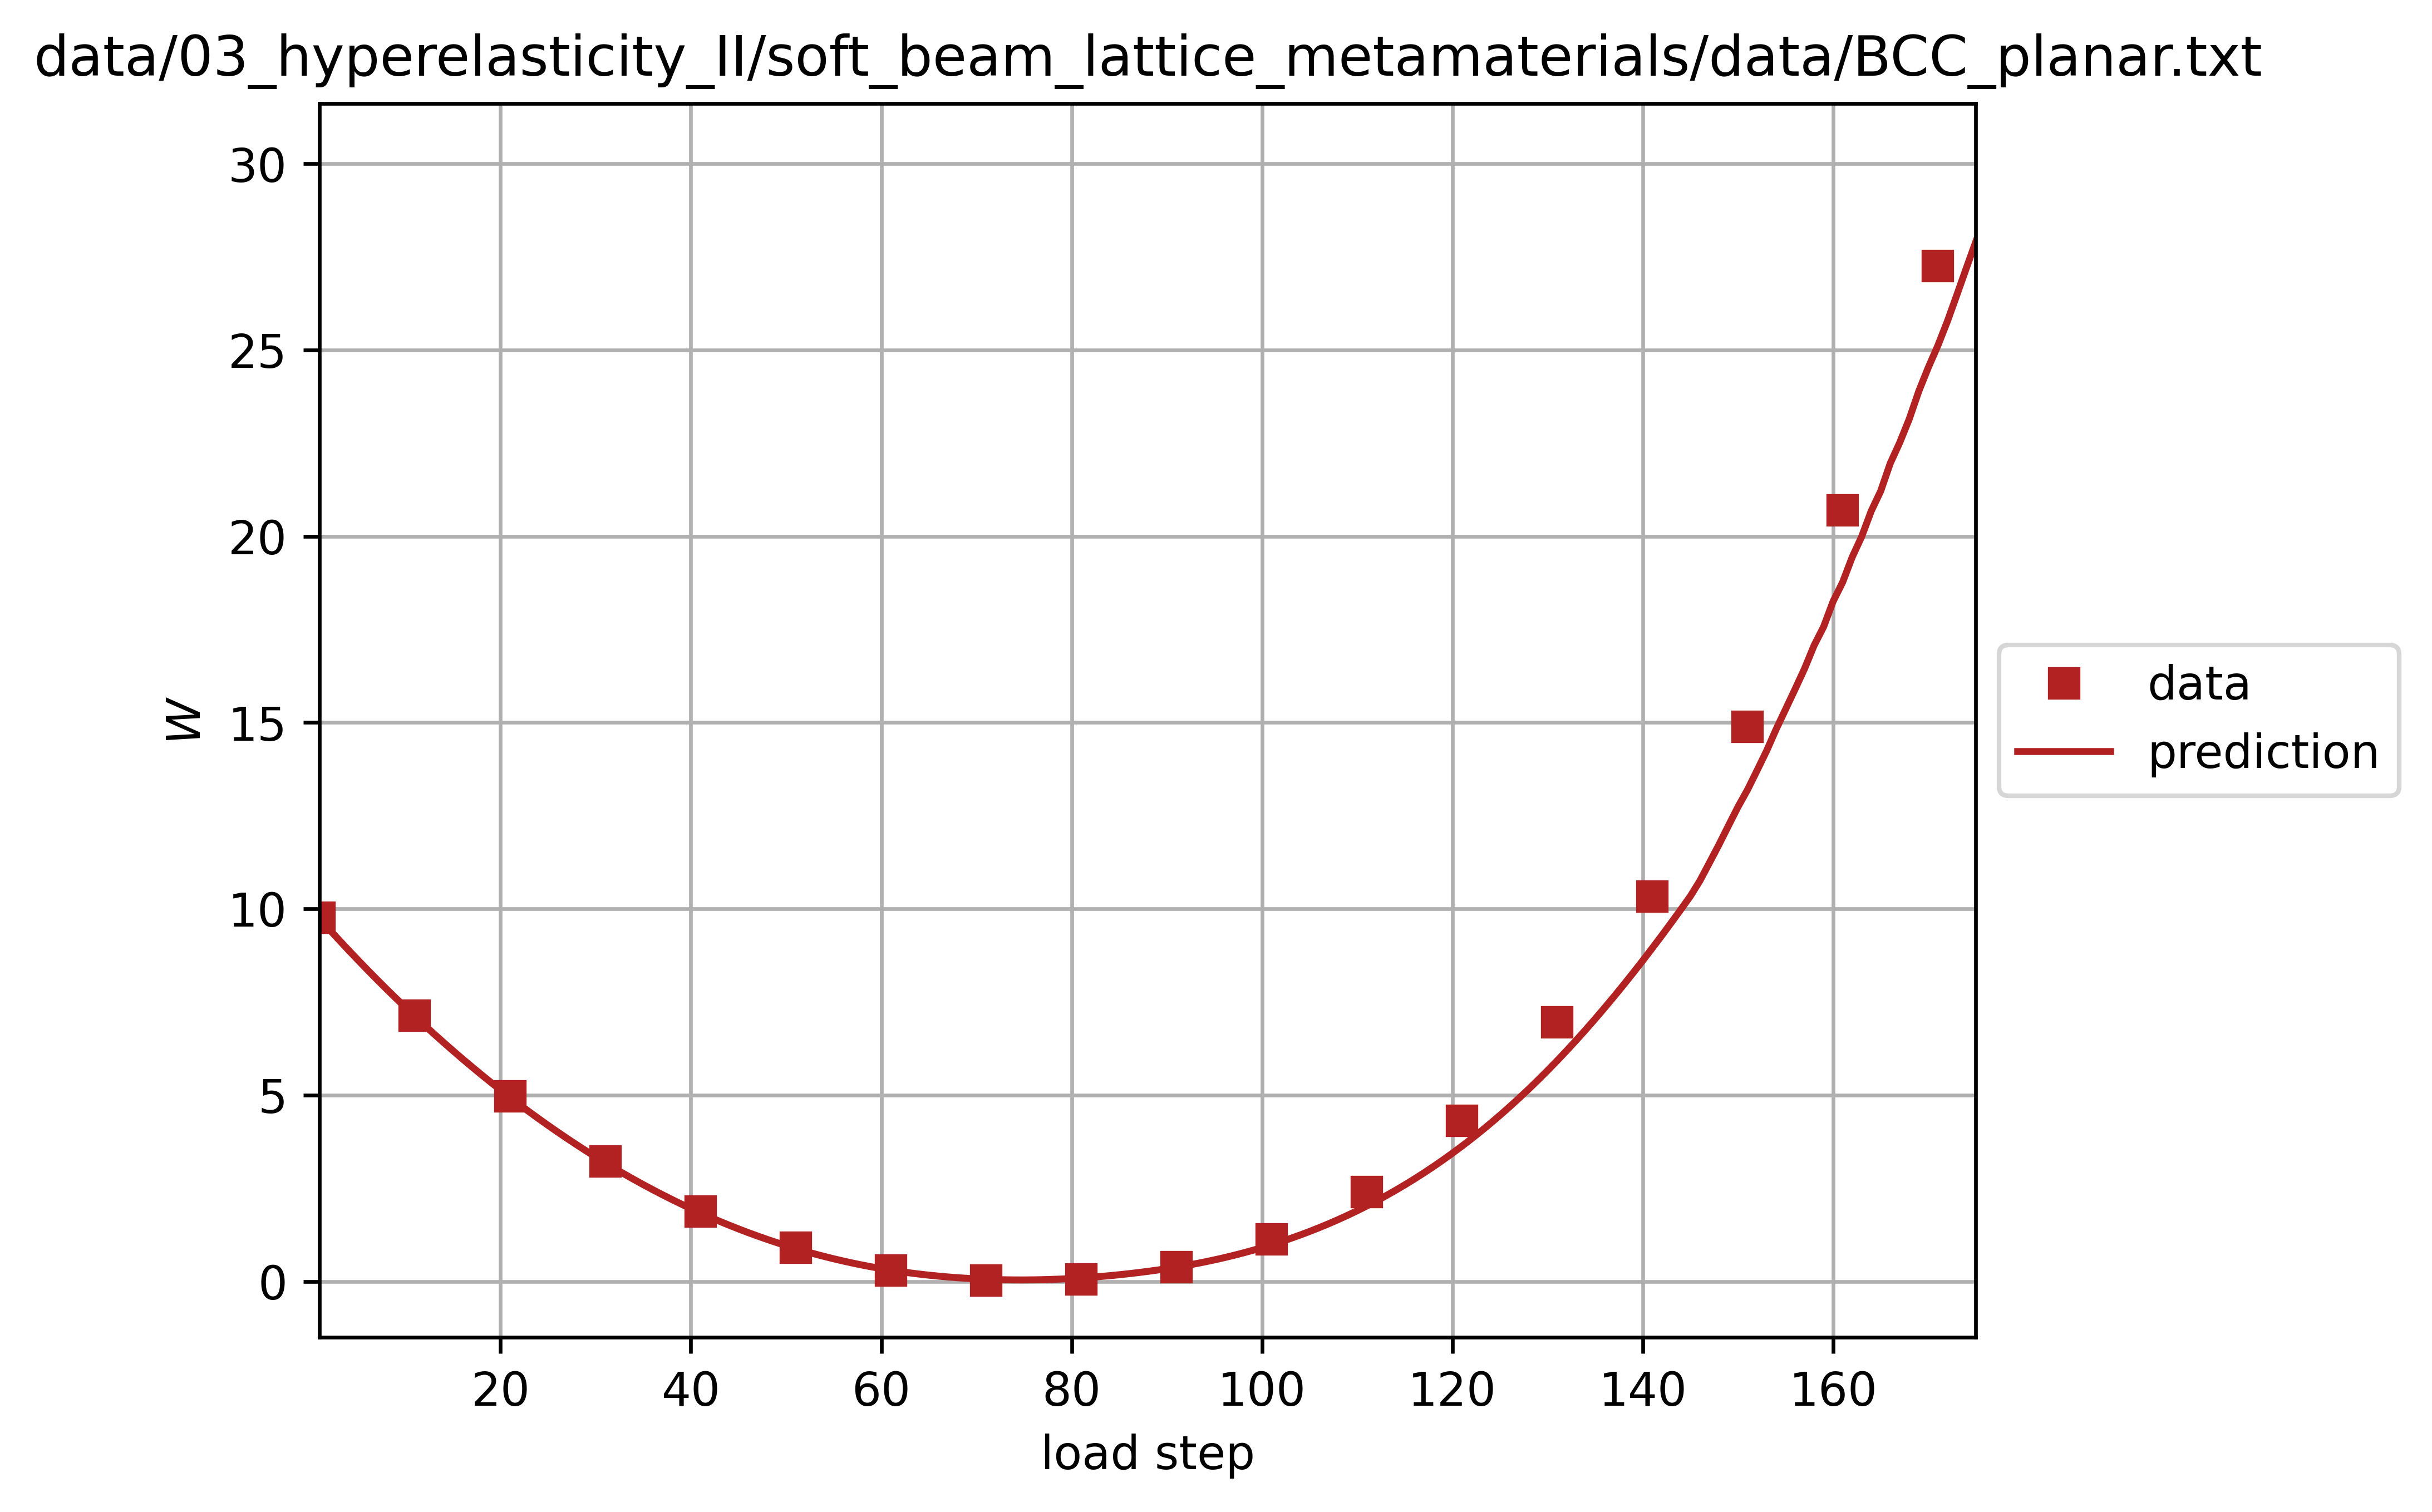 data/03_hyperelasticity_II/soft_beam_lattice_metamaterials/data/BCC_planar.txt
30
25
20
15
10
5
0
W
20 40 60 80 100 120 140 160
load step
data
prediction